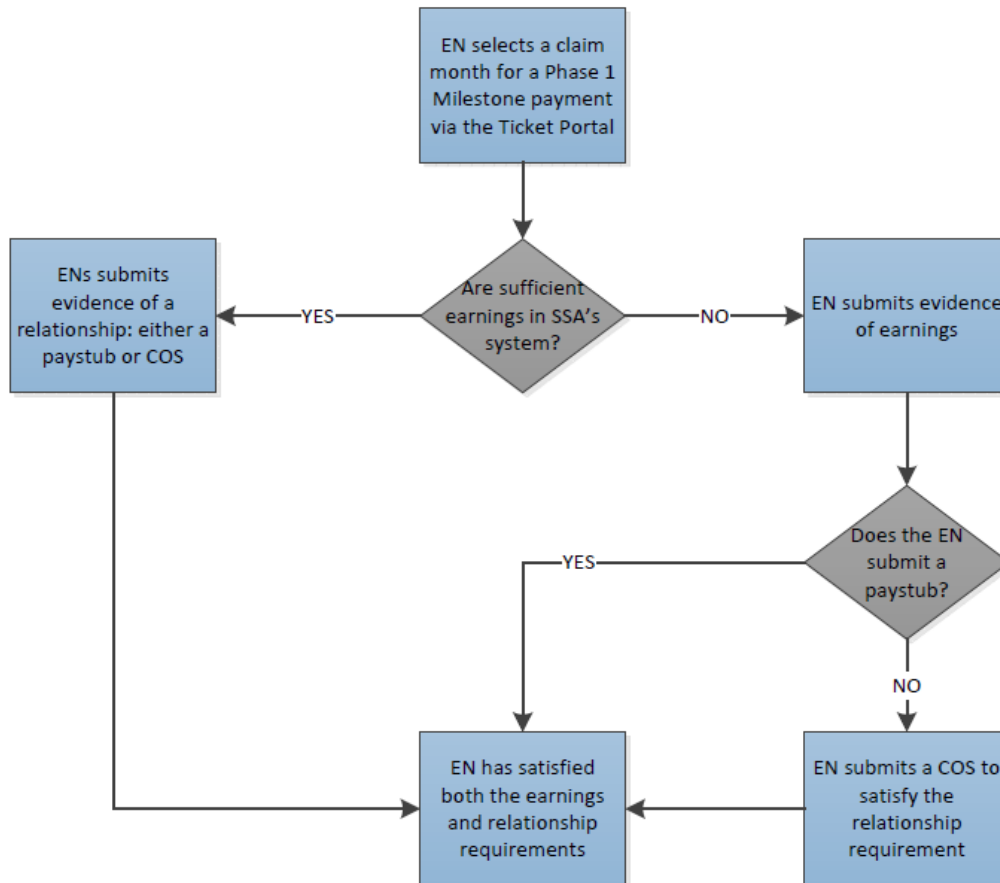 EN selects a claim
month for a Phase 1
Milestone payment
via the Ticket Portal
ENs submits
evidence of a
relationship: either a
paystub or COS
YES
Are sufficient
earnings in SSA's
system?
NO
EN submits evidence
of earnings
Does the EN
submit a
paystub?
YES
NO
EN has satisfied
both the earnings
and relationship
requirements
EN submits a COS to
satisfy the
relationship
requirement